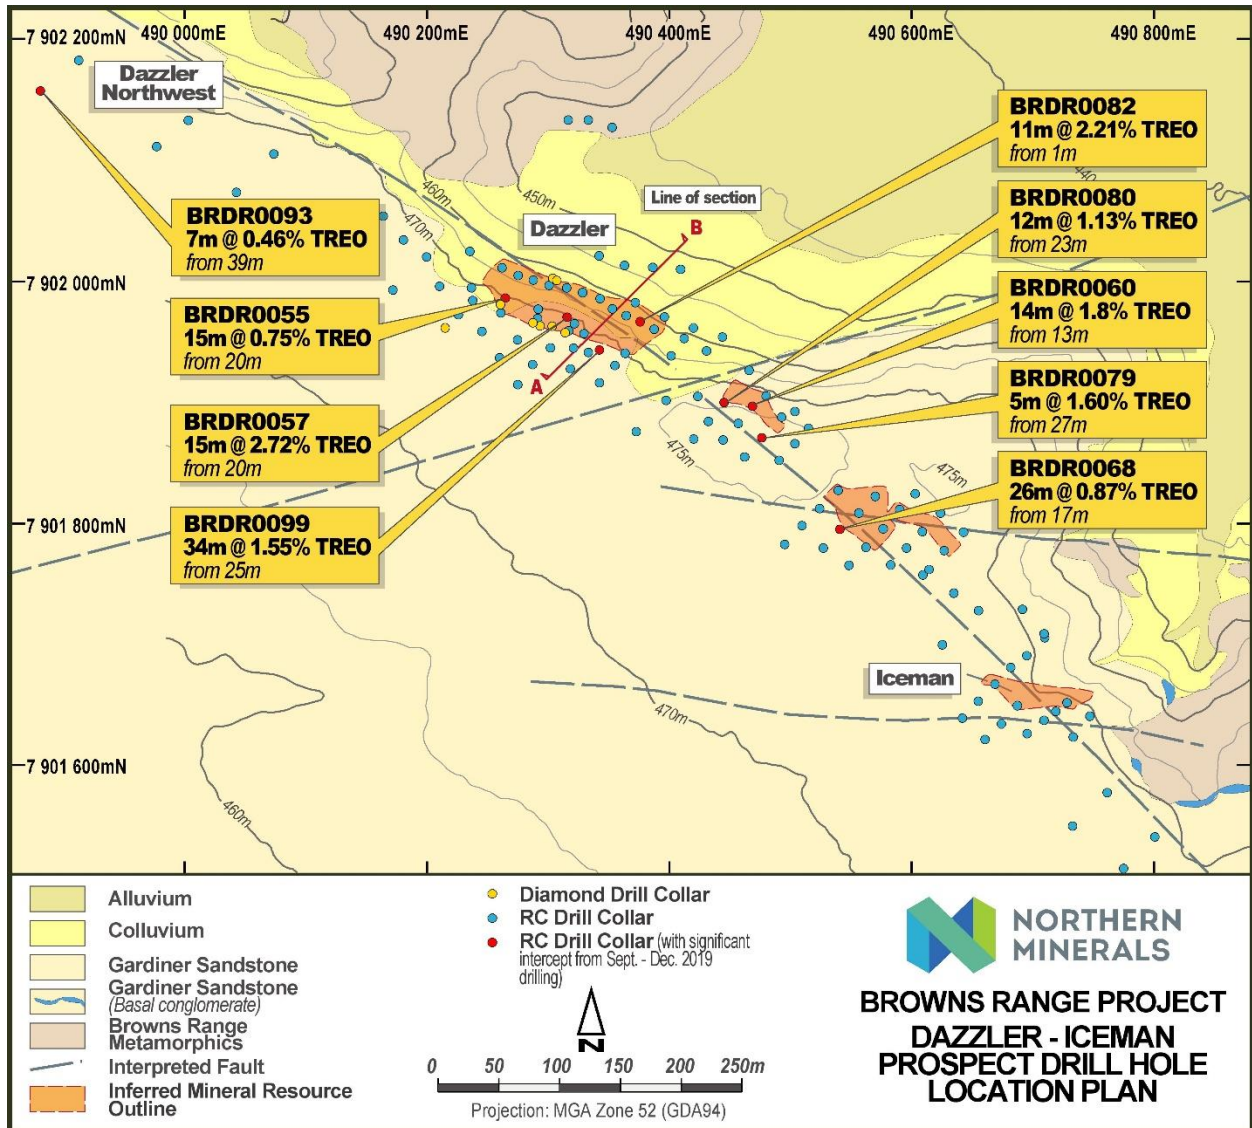 490 000mE
490 200mE
490 400mE
490 600mE
490 800mE
7 902 200mN
7 902 000mN
7 901 800mN
7 901 600mN
Dazzler
Northwest
BRDR0082
11m @ 2.21% TREO
from 1m
440
450m
460m
470m
Line of section
B
A
Dazzler
BRDR0093
7m @ 0.46% TREO
from 39m
BRDR0080
12m @ 1.13% TREO
from 23m
BRDR0055
15m @ 0.75% TREO
from 20m
BRDR0060
14m @ 1.8% TREO
from 13m
BRDR0057
15m @ 2.72% TREO
from 20m
BRDR0079
5m @ 1.60% TREO
from 27m
475m
475m
BRDR0099
34m @ 1.55% TREO
from 25m
BRDR0068
26m @ 0.87% TREO
from 17m
Iceman
470m
460m
Alluvium
Colluvium
Gardiner Sandstone
Gardiner Sandstone
(Basal conglomerate)
Browns Range
Metamorphics
Interpreted Fault
Inferred Mineral Resource
Outline
Diamond Drill Collar
RC Drill Collar
RC Drill Collar (with significant
intercept from Sept. - Dec. 2019
drilling)
N
0 50 100 150 200 250m
Projection: MGA Zone 52 (GDA94)
NORTHERN
MINERALS
BROWNS RANGE PROJECT
DAZZLER - ICEMAN
PROSPECT DRILL HOLE
LOCATION PLAN